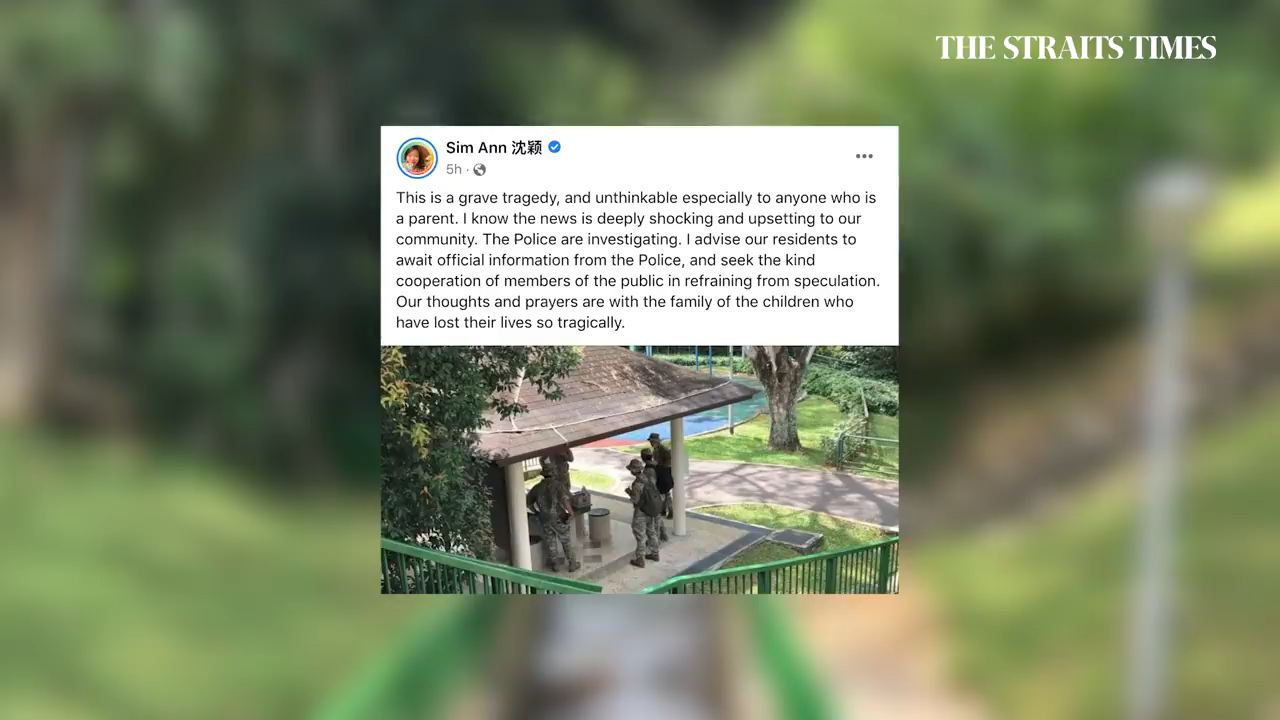 THE STRAITS TIMES
Sim Ann 沈颖
5h ·
This is a grave tragedy, and unthinkable especially to anyone who is
a parent. I know the news is deeply shocking and upsetting to our
community. The Police are investigating. I advise our residents to
await official information from the Police, and seek the kind
cooperation of members of the public in refraining from speculation.
Our thoughts and prayers are with the family of the children who
have lost their lives so tragically.